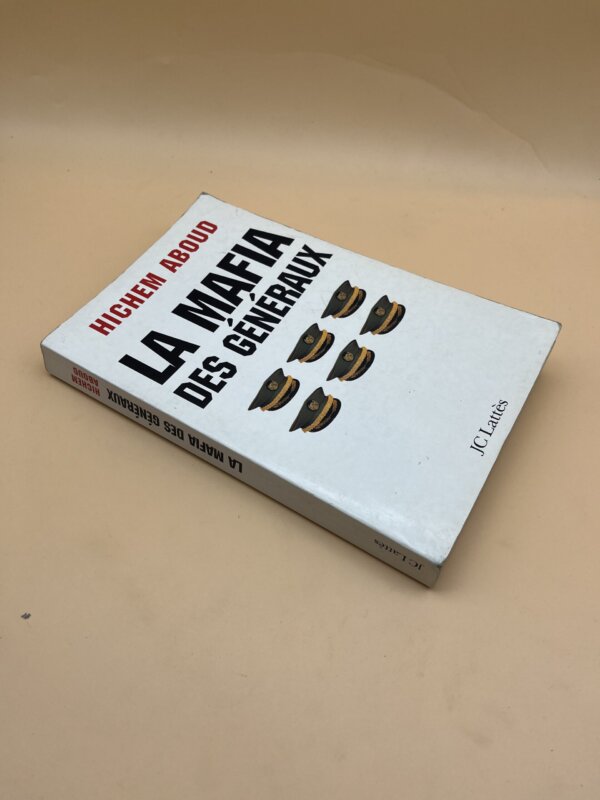 HICHEM ABOUD
LA MAFIA
DES GÉNÉRAUX
JC Lattès
HICHEM
ABOUD
LA MAFIA DES GÉNÉRAUX
JC Lattès